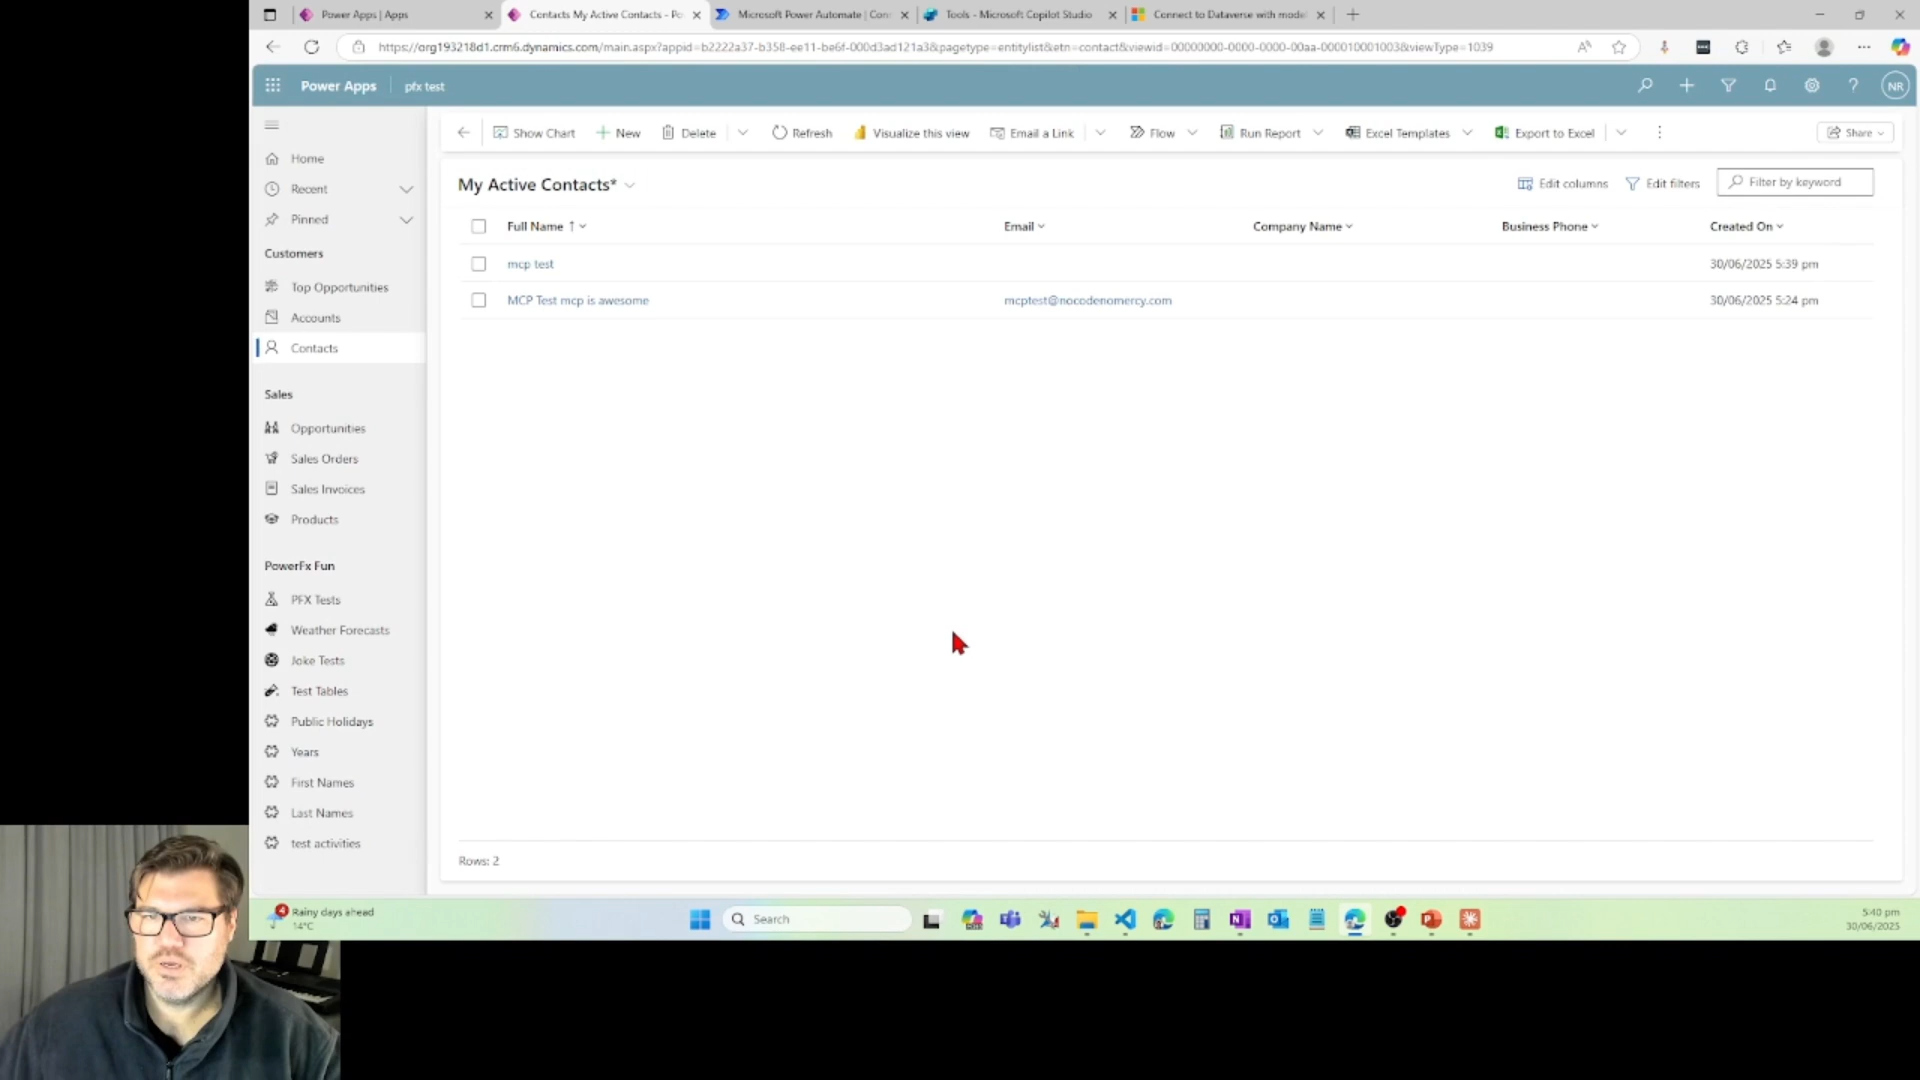 Power Apps | Apps
Contacts My Active Contacts - Po
Microsoft Power Automate | Con
Tools - Microsoft Copilot Studio
Connect to Dataverse with model
https://org193218d1.crm6.dynamics.com/main.aspx?appid=b2222a37-b358-ee11-be6f-000d3ad121a3&pagetype=entitylist&etn=contact&viewid=00000000-0000-0000-00aa-000010001003&viewType=1039
Power Apps
pfx test
NR
Show Chart
New
Delete
Refresh
Visualize this view
Email a Link
Flow
Run Report
Excel Templates
Export to Excel
Share
Home
Recent
Pinned
Customers
Top Opportunities
Accounts
Contacts
Sales
Opportunities
Sales Orders
Sales Invoices
Products
PowerFx Fun
PFX Tests
Weather Forecasts
Joke Tests
Test Tables
Public Holidays
Years
First Names
Last Names
test activities
My Active Contacts*
Edit columns
Edit filters
Filter by keyword
Full Name ↑
Email
Company Name
Business Phone
Created On
mcp test
30/06/2025 5:39 pm
MCP Test mcp is awesome
mcptest@nocodenomercy.com
30/06/2025 5:24 pm
Rows: 2
4
Rainy days ahead
14°C
Search
5:40 pm
30/06/2025